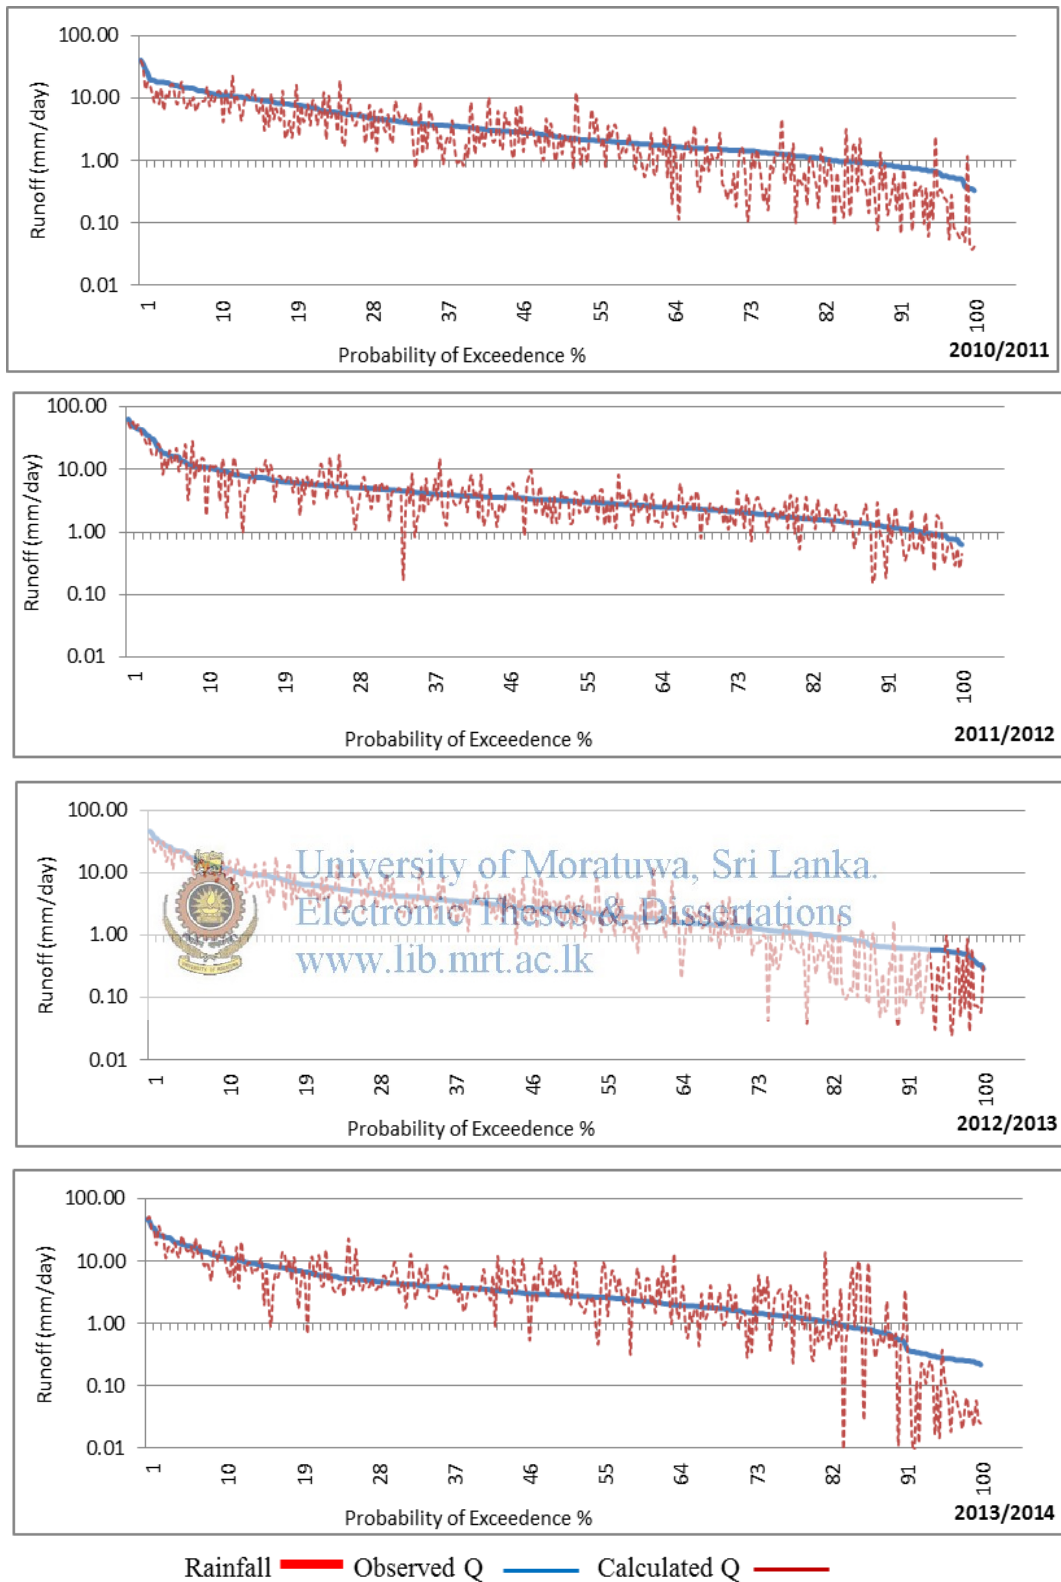 100.00
10.00
1.00
0.10
0.01
Runoff (mm/day)
1 10 19 28 37 46 55 64 73 82 91 100
Probability of Exceedence %
2010/2011
100.00
10.00
1.00
0.10
0.01
Runoff (mm/day)
1 10 19 28 37 46 55 64 73 82 91 100
Probability of Exceedence %
2011/2012
100.00
10.00
1.00
0.10
0.01
Runoff (mm/day)
University of Moratuwa, Sri Lanka.
Electronic Theses & Dissertations
www.lib.mrt.ac.lk
1 10 19 28 37 46 55 64 73 82 91 100
Probability of Exceedence %
2012/2013
100.00
10.00
1.00
0.10
0.01
Runoff (mm/day)
1 10 19 28 37 46 55 64 73 82 91 100
Probability of Exceedence %
2013/2014
Rainfall Observed Q Calculated Q